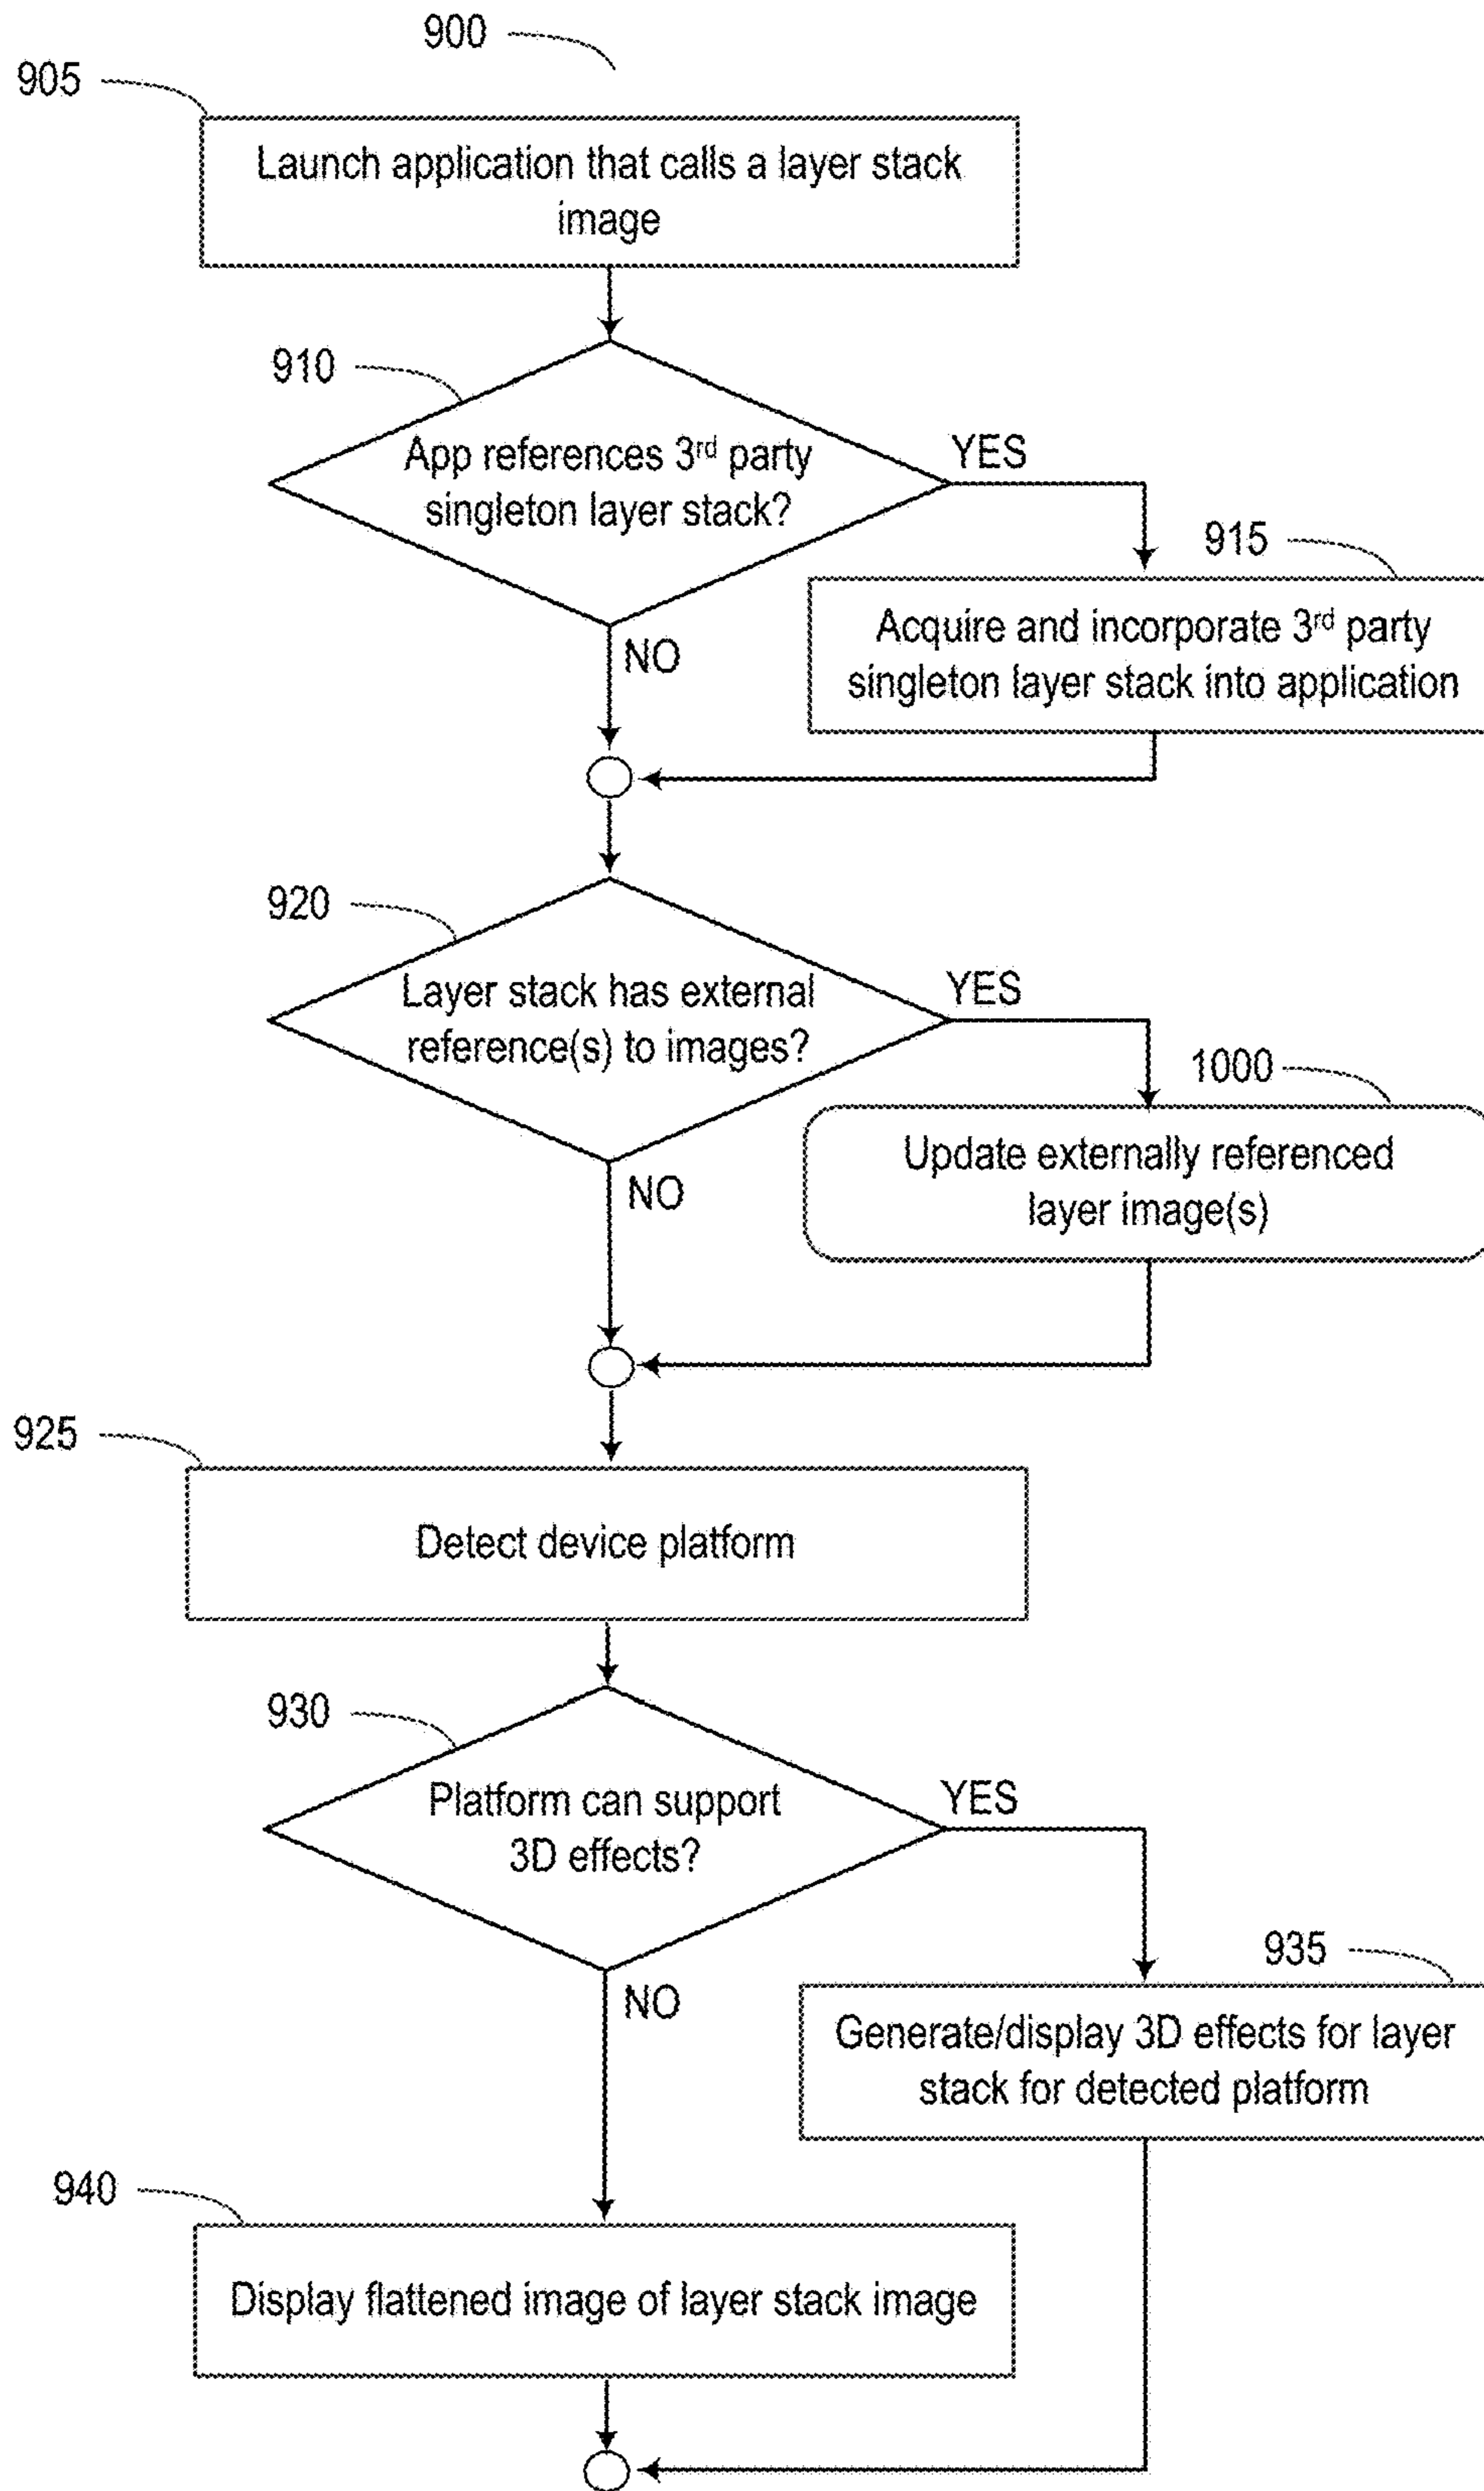 900
905
Launch application that calls a layer stack
image
910
App references 3rd party
singleton layer stack?
YES
915
Acquire and incorporate 3rd party
singleton layer stack into application
NO
920
Layer stack has external
reference(s) to images?
YES
1000
Update externally referenced
layer image(s)
NO
925
Detect device platform
930
Platform can support
3D effects?
YES
935
Generate/display 3D effects for layer
stack for detected platform
NO
940
Display flattened image of layer stack image